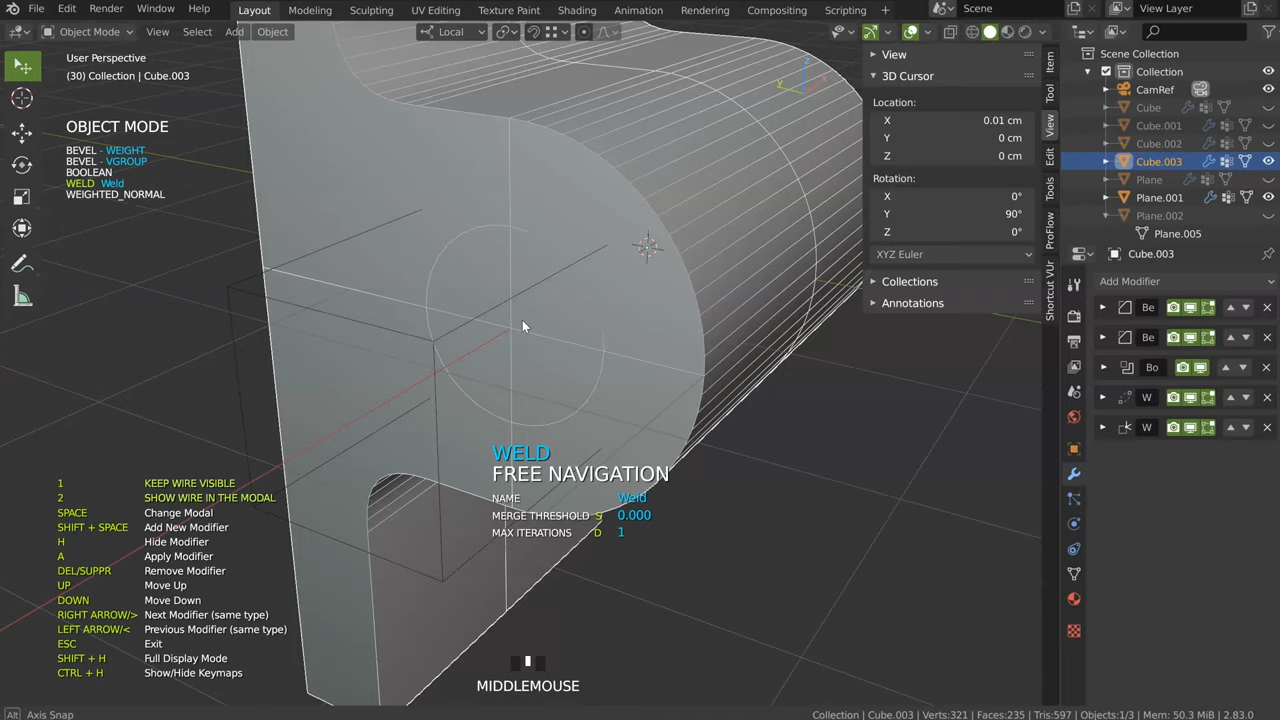 File Edit Render Window Help Layout Modeling Sculpting UV Editing Texture Paint Shading Animation Rendering Compositing Scripting + Scene View Layer
Object Mode View Select Add Object Local
User Perspective
(30) Collection | Cube.003
OBJECT MODE
BEVEL - WEIGHT
BEVEL - VGROUP
BOOLEAN
WELD Weld
WEIGHTED_NORMAL
z
x
y
WELD
FREE NAVIGATION
NAME Weld
MERGE THRESHOLD S 0.000
MAX ITERATIONS D 1
1 KEEP WIRE VISIBLE
2 SHOW WIRE IN THE MODAL
SPACE Change Modal
SHIFT + SPACE Add New Modifier
H Hide Modifier
A Apply Modifier
DEL/SUPPR Remove Modifier
UP Move Up
DOWN Move Down
RIGHT ARROW/> Next Modifier (same type)
LEFT ARROW/< Previous Modifier (same type)
ESC Exit
SHIFT + H Full Display Mode
CTRL + H Show/Hide Keymaps
MIDDLEMOUSE
View
3D Cursor
Location:
X 0.01 cm
Y 0 cm
Z 0 cm
Rotation:
X 0°
Y 90°
Z 0°
XYZ Euler
Collections
Annotations
Item
Tool
View
Edit
Tools
ProFlow
Shortcut VUr
Scene Collection
Collection
CamRef
Cube
Cube.001
Cube.002
Cube.003
Plane
Plane.001
Plane.002
Plane.005
Cube.003
Add Modifier
Be
Be
Bo
W
W
Alt Axis Snap
Collection | Cube.003 | Verts:321 | Faces:235 | Tris:597 | Objects:1/3 | Mem: 50.3 MiB | 2.83.0